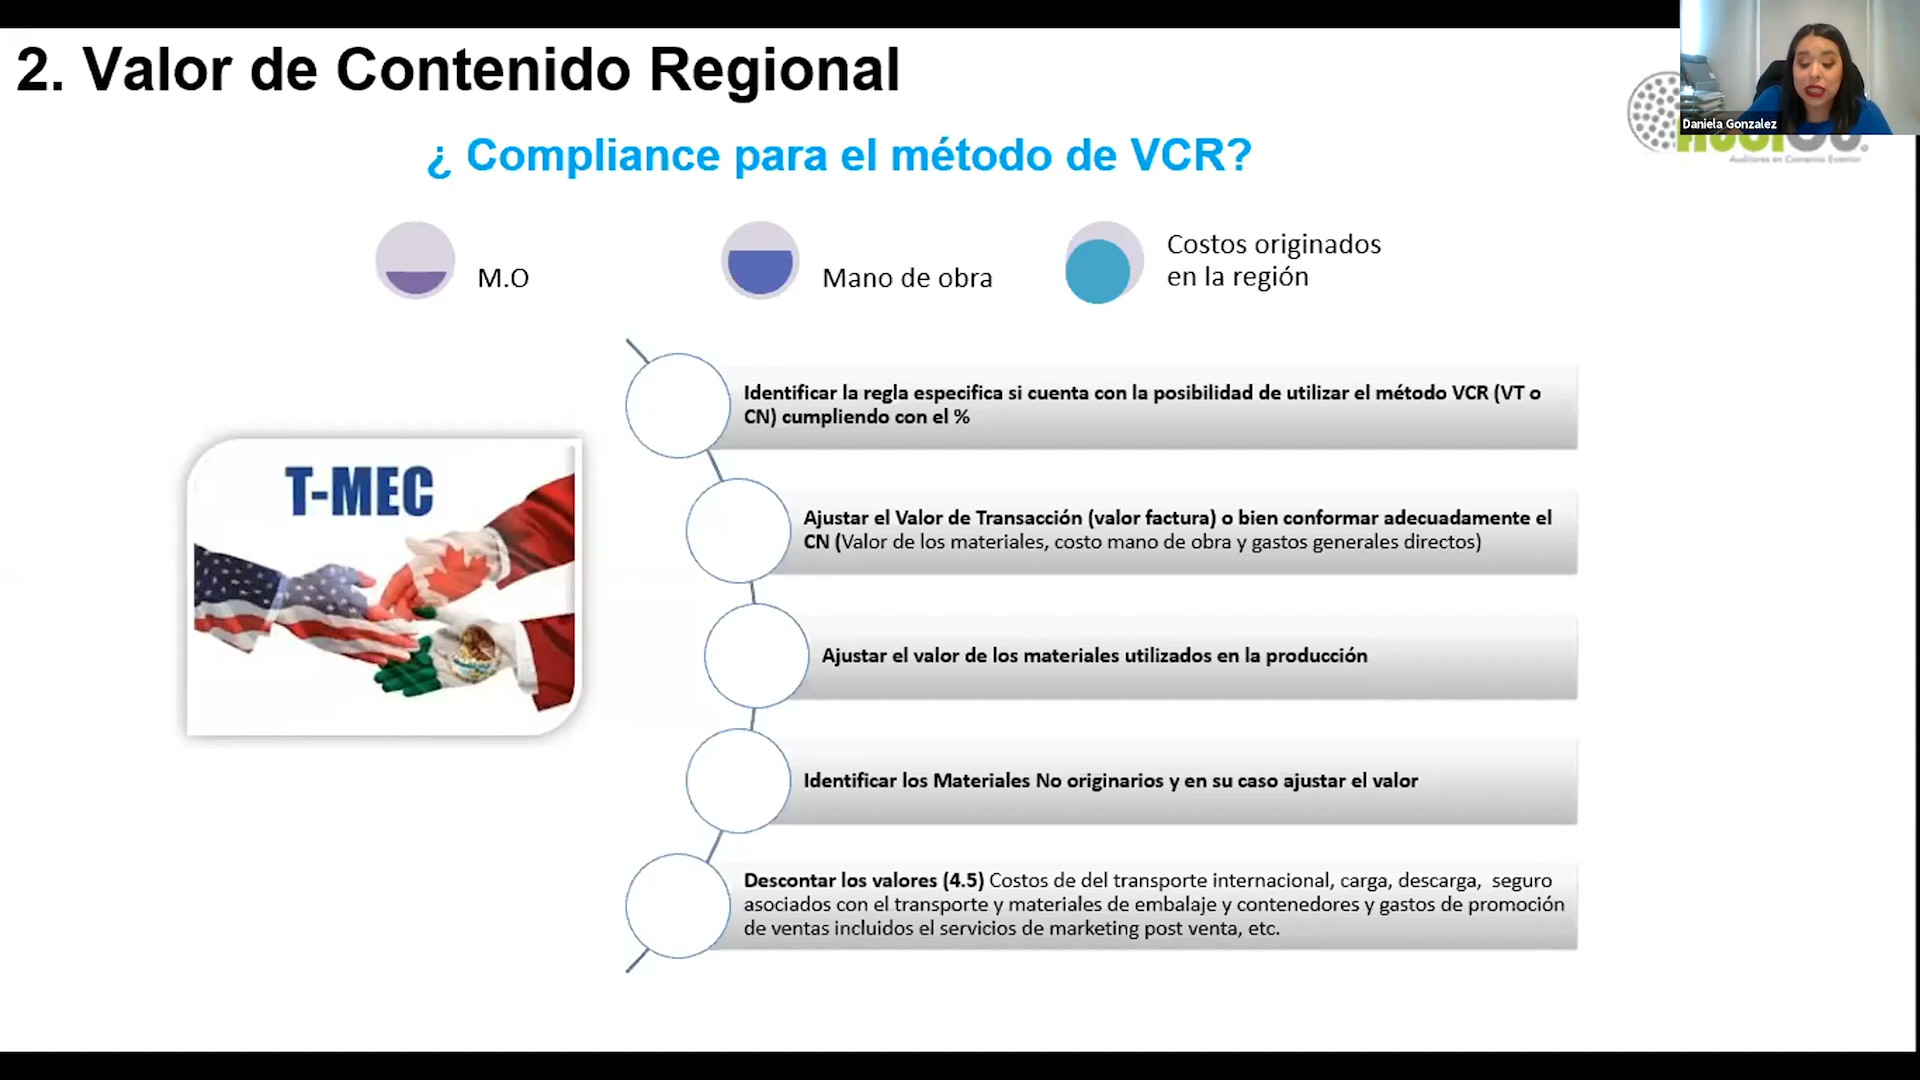 2. Valor de Contenido Regional
Daniela Gonzalez
Auditores en Comercio Exterior
¿ Compliance para el método de VCR?
M.O
Mano de obra
Costos originados
en la región
Identificar la regla especifica si cuenta con la posibilidad de utilizar el método VCR (VT o
CN) cumpliendo con el %
Ajustar el Valor de Transacción (valor factura) o bien conformar adecuadamente el
CN (Valor de los materiales, costo mano de obra y gastos generales directos)
T-MEC
Ajustar el valor de los materiales utilizados en la producción
Identificar los Materiales No originarios y en su caso ajustar el valor
Descontar los valores (4.5) Costos de del transporte internacional, carga, descarga, seguro
asociados con el transporte y materiales de embalaje y contenedores y gastos de promoción
de ventas incluidos el servicios de marketing post venta, etc.